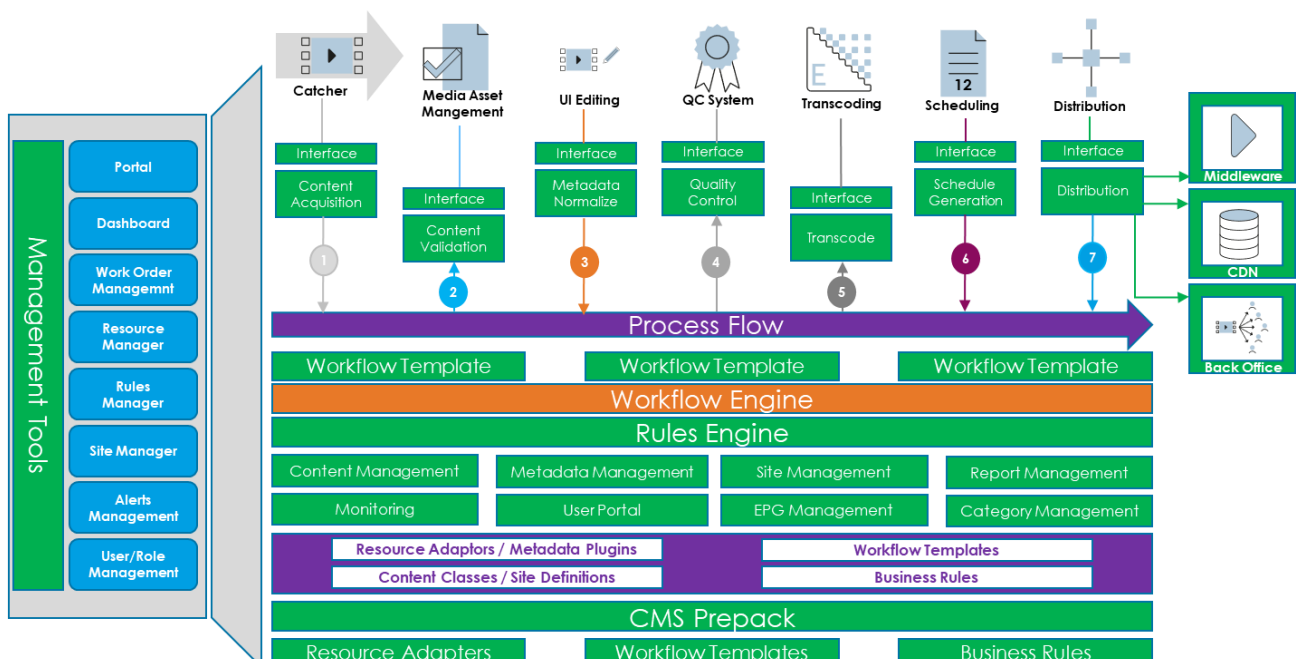 Catcher
Media Asset
Mangement
UI Editing
QC System
E
Transcoding
12
Scheduling
Distribution
Interface
Content
Acquisition
Interface
Content
Validation
Interface
Metadata
Normalize
Interface
Quality
Control
Interface
Transcode
Interface
Schedule
Generation
Interface
Distribution
Middleware
CDN
Back Office
1
2
3
4
5
6
7
Management Tools
Portal
Dashboard
Work Order
Managemnt
Resource
Manager
Rules
Manager
Site Manager
Alerts
Management
User/Role
Management
Process Flow
Workflow Template
Workflow Template
Workflow Template
Workflow Engine
Rules Engine
Content Management
Metadata Management
Site Management
Report Management
Monitoring
User Portal
EPG Management
Category Management
Resource Adaptors / Metadata Plugins
Workflow Templates
Content Classes / Site Definitions
Business Rules
CMS Prepack
Resource Adapters
Workflow Templates
Business Rules